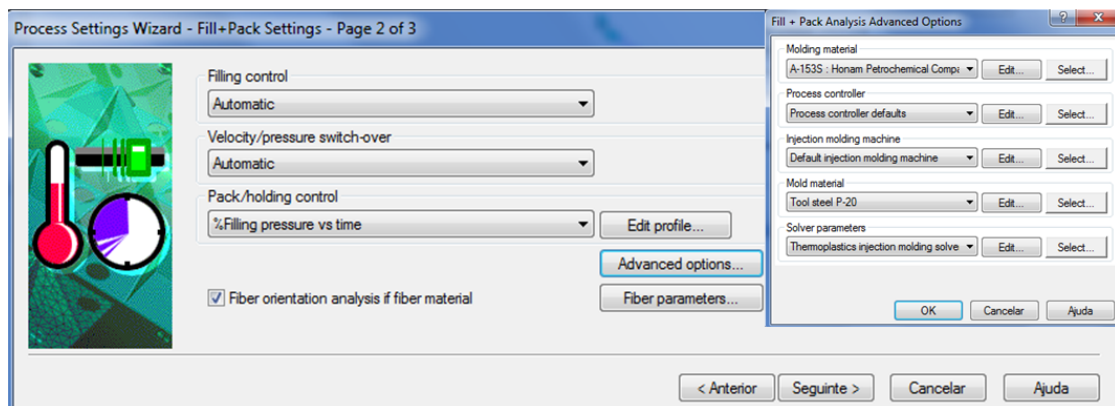 Process Settings Wizard - Fill+Pack Settings - Page 2 of 3
Filling control
Automatic
Velocity/pressure switch-over
Automatic
Pack/holding control
%Filling pressure vs time
Edit profile...
Advanced options...
Fiber orientation analysis if fiber material
Fiber parameters...
< Anterior
Seguinte >
Cancelar
Ajuda
Fill + Pack Analysis Advanced Options
Molding material
A-153S : Honam Petrochemical Compa
Edit...
Select...
Process controller
Process controller defaults
Edit...
Select...
Injection molding machine
Default injection molding machine
Edit...
Select...
Mold material
Tool steel P-20
Edit...
Select...
Solver parameters
Thermoplastics injection molding solve
Edit...
Select...
OK
Cancelar
Ajuda